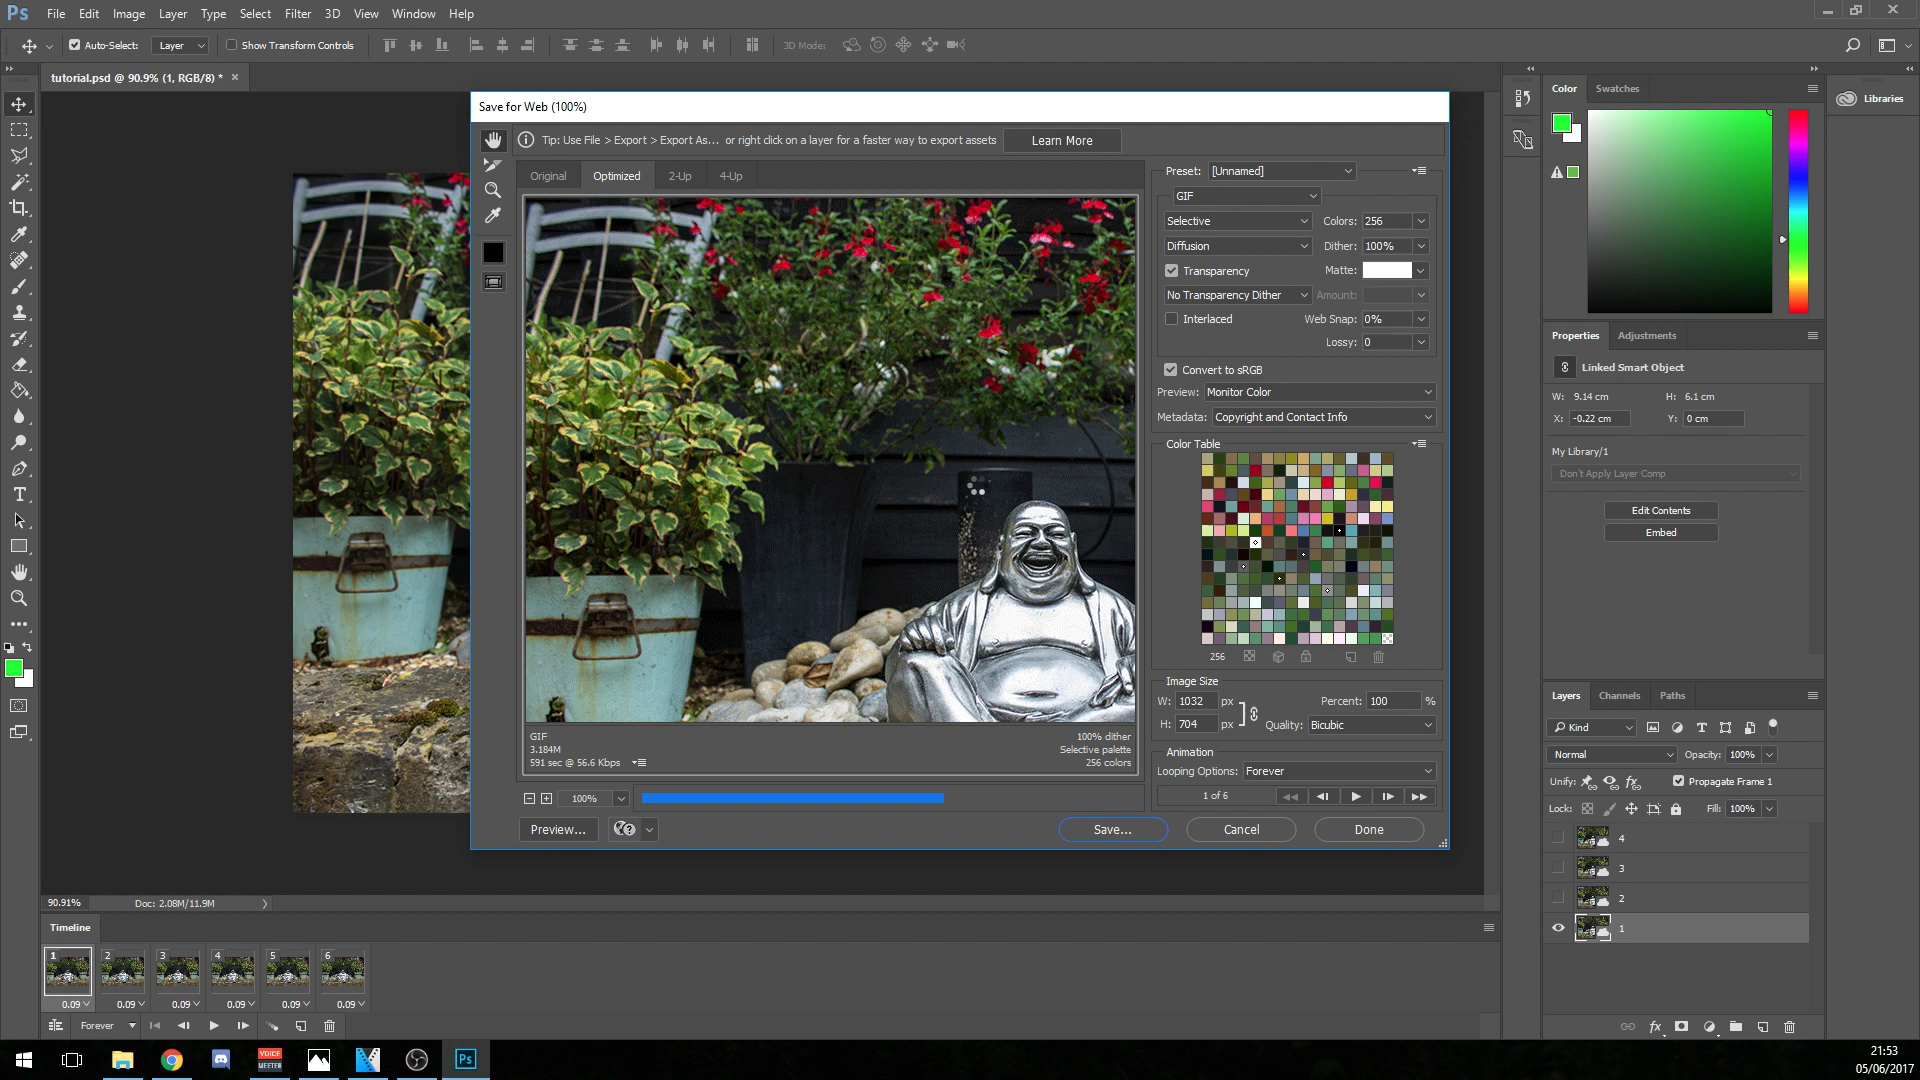 Ps File Edit Image Layer Type Select Filter 3D View Window Help
Auto-Select: Layer Show Transform Controls 3D Mode:
tutorial.psd @ 90.9% (1, RGB/8) * ×
Save for Web (100%)
Tip: Use File > Export > Export As... or right click on a layer for a faster way to export assets Learn More
Original Optimized 2-Up 4-Up
Preset: [Unnamed]
GIF
Selective Colors: 256
Diffusion Dither: 100%
Transparency Matte:
No Transparency Dither Amount:
Interlaced Web Snap: 0%
Lossy: 0
Convert to sRGB
Preview: Monitor Color
Metadata: Copyright and Contact Info
Color Table
256
Image Size
W: 1032 px Percent: 100 %
H: 704 px Quality: Bicubic
Animation
Looping Options: Forever
1 of 6
GIF
3.184M
591 sec @ 56.6 Kbps
100% dither
Selective palette
256 colors
100%
Preview... Save... Cancel Done
Color Swatches
Libraries
Properties Adjustments
Linked Smart Object
W: 9.14 cm H: 6.1 cm
X: -0.22 cm Y: 0 cm
My Library/1
Don't Apply Layer Comp
Edit Contents
Embed
Layers Channels Paths
Kind
Normal Opacity: 100%
Unify: Propagate Frame 1
Lock: Fill: 100%
4
3
2
1
fx
90.91% Doc: 2.08M/11.9M
Timeline
1 2 3 4 5 6
0.09 0.09 0.09 0.09 0.09 0.09
Forever
VOICE
MEETER
Ps
21:53
05/06/2017